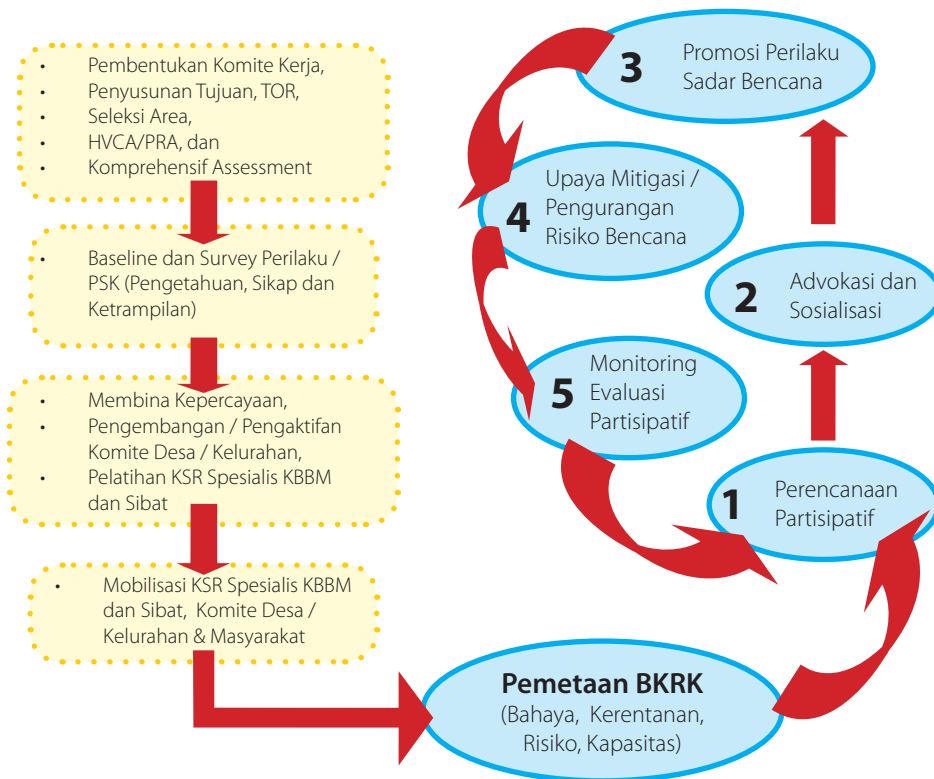 • Pembentukan Komite Kerja,
• Penyusunan Tujuan, TOR,
• Seleksi Area,
• HVCA/PRA, dan
• Komprehensif Assessment
• Baseline dan Survey Perilaku /
PSK (Pengetahuan, Sikap dan
Ketrampilan)
• Membina Kepercayaan,
• Pengembangan / Pengaktifan
Komite Desa / Kelurahan,
• Pelatihan KSR Spesialis KBBM
dan Sibat
• Mobilisasi KSR Spesialis KBBM
dan Sibat, Komite Desa /
Kelurahan & Masyarakat
Pemetaan BKRK
(Bahaya, Kerentanan,
Risiko, Kapasitas)
1 Perencanaan
Partisipatif
2 Advokasi dan
Sosialisasi
3 Promosi Perilaku
Sadar Bencana
4 Upaya Mitigasi /
Pengurangan
Risiko Bencana
5 Monitoring
Evaluasi
Partisipatif